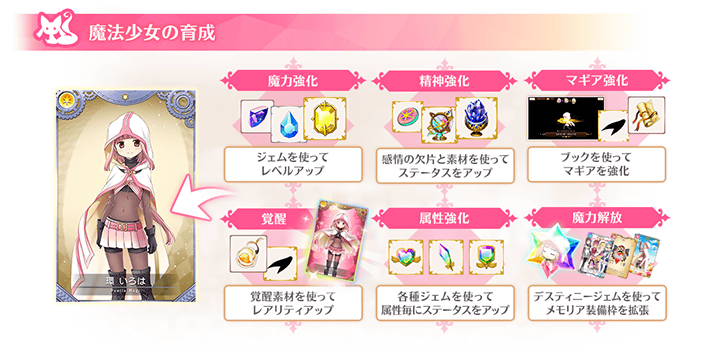 魔法少女の育成
魔力強化
ジェムを使って
レベルアップ
精神強化
感情の欠片と素材を使って
ステータスをアップ
マギア強化
ブックを使って
マギアを強化
環 いろは
Puella Magi
覚醒
覚醒素材を使って
レアリティアップ
属性強化
各種ジェムを使って
属性毎にステータスをアップ
魔力解放
デスティニージェムを使って
メモリア装備枠を拡張